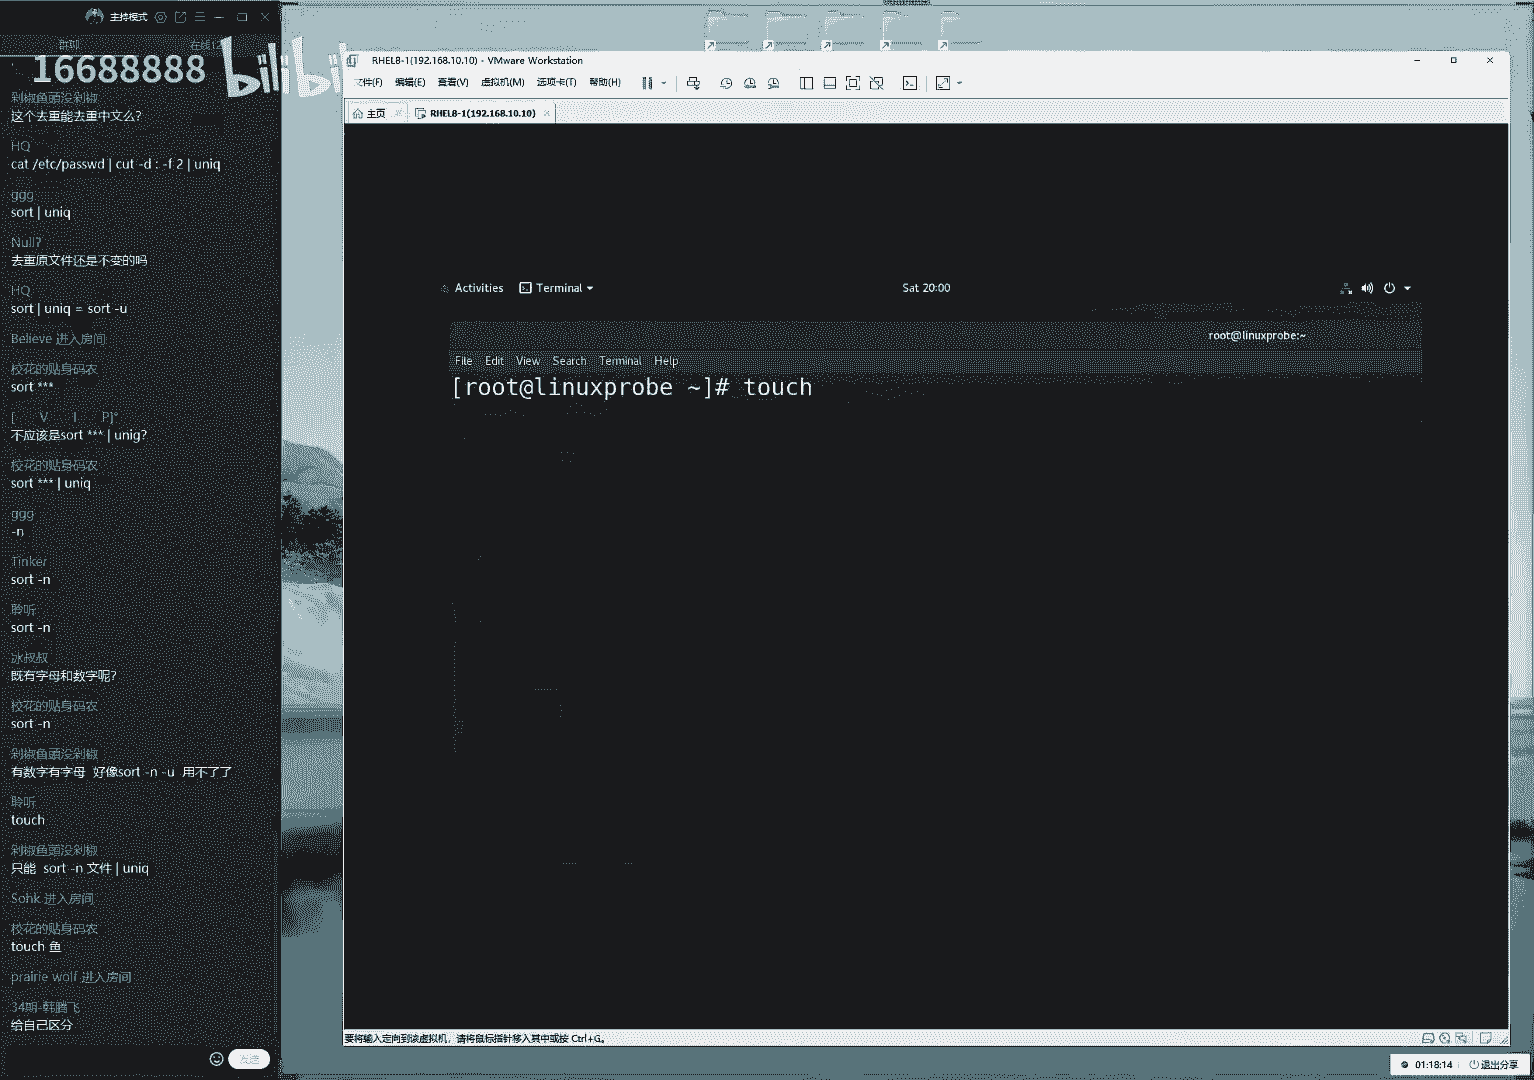 主持模式
群聊
16688888
bilibi
剁椒鱼頭没剁椒
这个去重能去重中文么?
HQ
cat /etc/passwd | cut -d : -f 2 | uniq
ggg
sort | uniq
Null?
去重原文件还是不变的吗
HQ
sort | uniq = sort -u
Believe 进入房间
校花的贴身码农
sort ***
[ V I P]°
不应该是sort *** | unig?
校花的贴身码农
sort *** | uniq
ggg
-n
Tinker
sort -n
聆听
sort -n
冰叔叔
既有字母和数字呢?
校花的贴身码农
sort -n
剁椒鱼頭没剁椒
有数字有字母 好像sort -n -u 用不了了
聆听
touch
剁椒鱼頭没剁椒
只能 sort -n 文件 | uniq
Sohk 进入房间
校花的贴身码农
touch 鱼
prairie wolf 进入房间
34期-韩腾飞
给自己区分
发送
RHEL8-1(192.168.10.10) - VMware Workstation
文件(F) 编辑(E) 查看(V) 虚拟机(M) 选项卡(T) 帮助(H)
主页 RHEL8-1(192.168.10.10)
Activities Terminal Sat 20:00
root@linuxprobe:~
File Edit View Search Terminal Help
[root@linuxprobe ~]# touch
要将输入定向到该虚拟机，请将鼠标指针移入其中或按 Ctrl+G。
01:18:14 退出分享